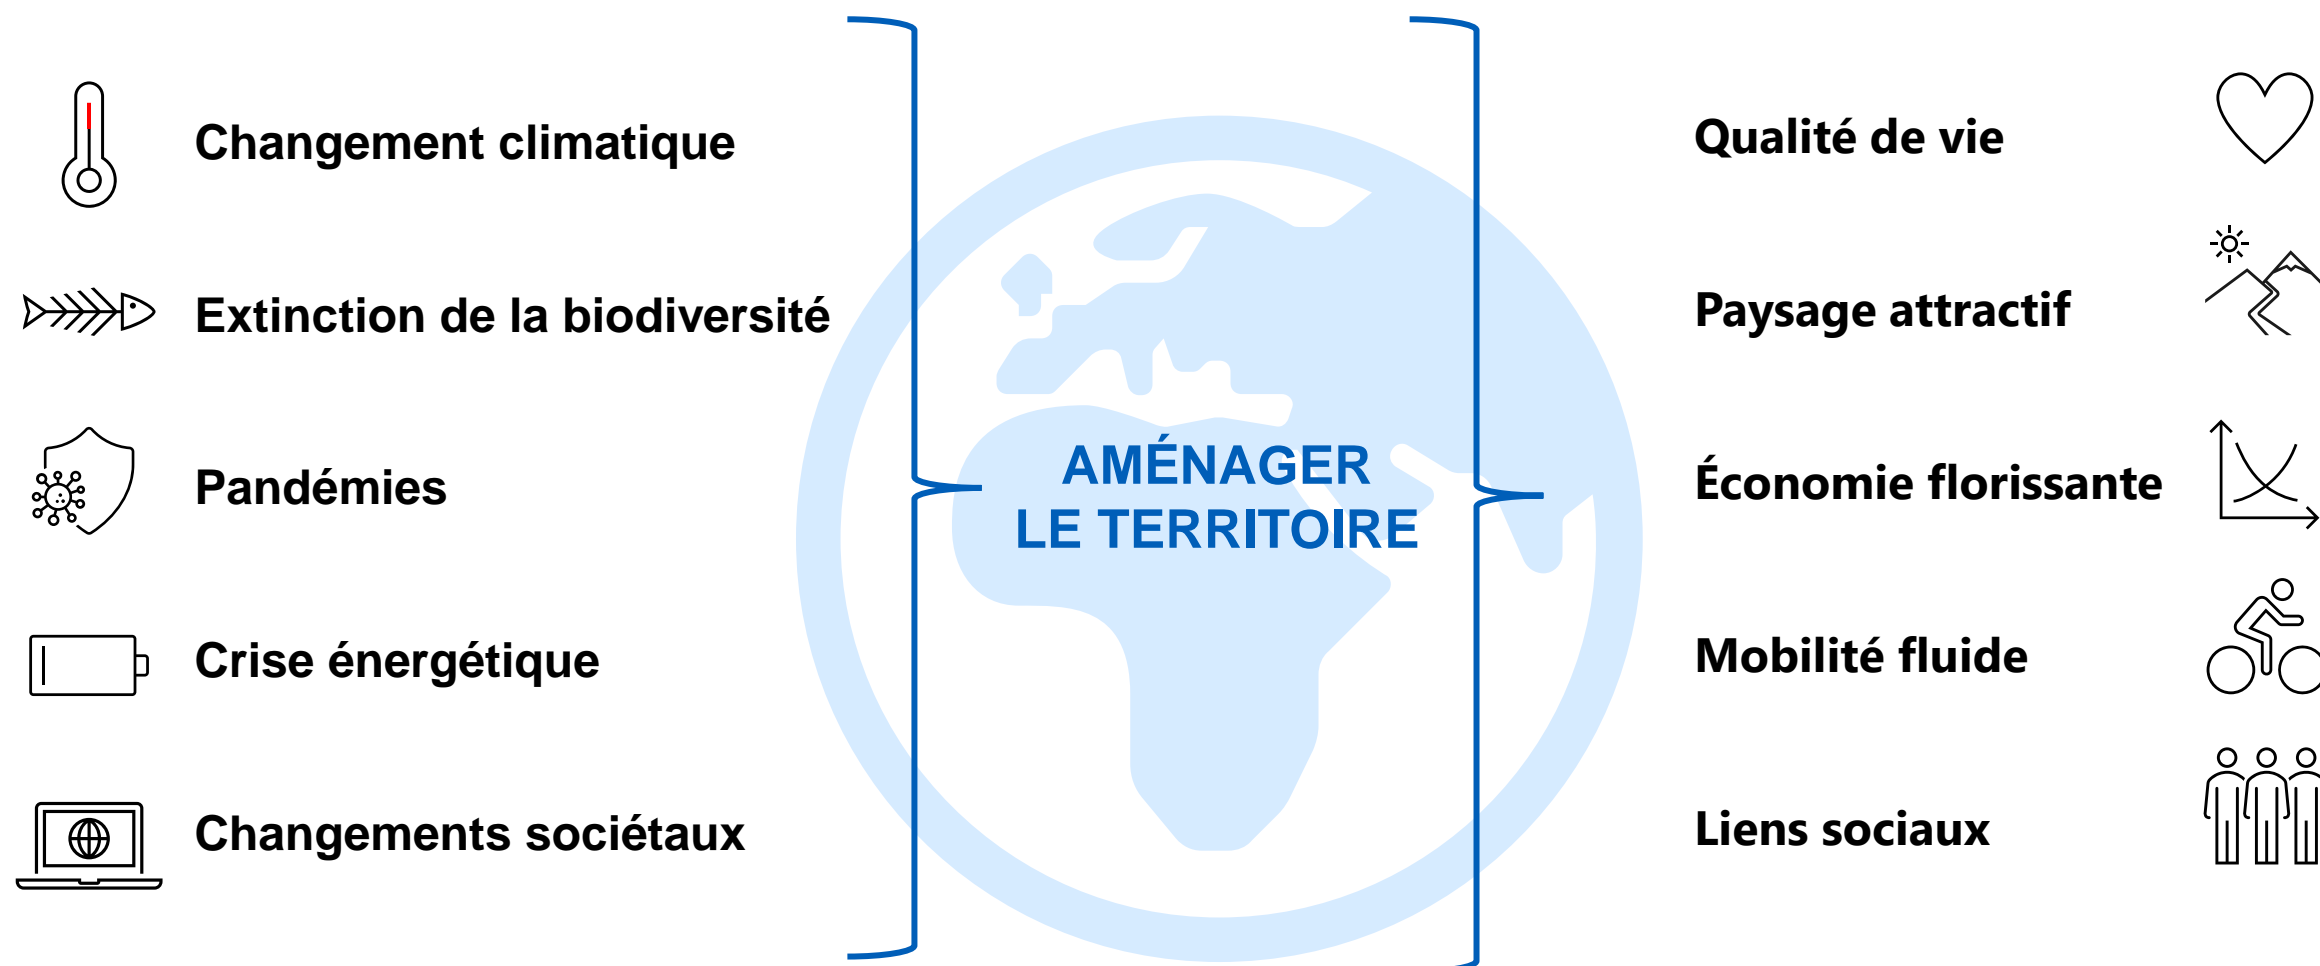 Changement climatique
Extinction de la biodiversité
Pandémies
Crise énergétique
Changements sociétaux
AMÉNAGER
LE TERRITOIRE
Qualité de vie
Paysage attractif
Économie florissante
Mobilité fluide
Liens sociaux